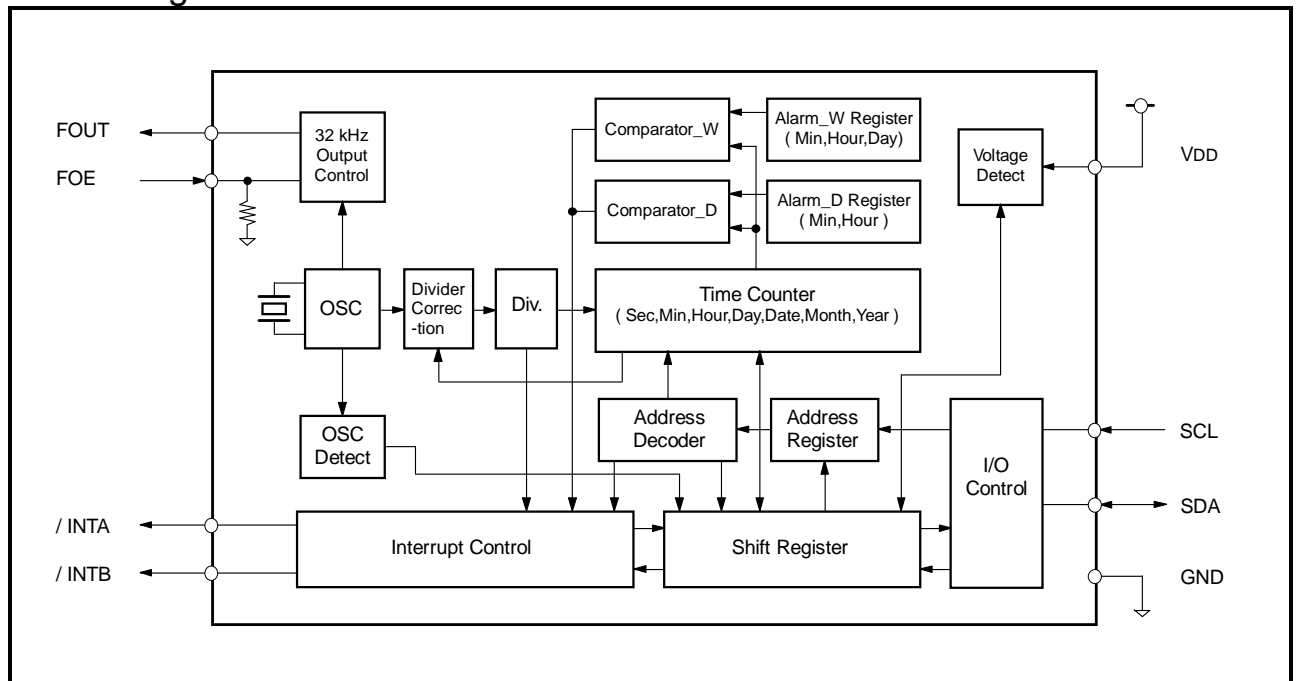 FOUT
FOE
32 kHz
Output
Control
Comparator_W
Alarm_W Register
( Min,Hour,Day)
Voltage
Detect
VDD
Comparator_D
Alarm_D Register
( Min,Hour )
OSC
Divider
Correc
-tion
Div.
Time Counter
( Sec,Min,Hour,Day,Date,Month,Year )
OSC
Detect
Address
Decoder
Address
Register
I/O
Control
SCL
SDA
GND
/ INTA
/ INTB
Interrupt Control
Shift Register